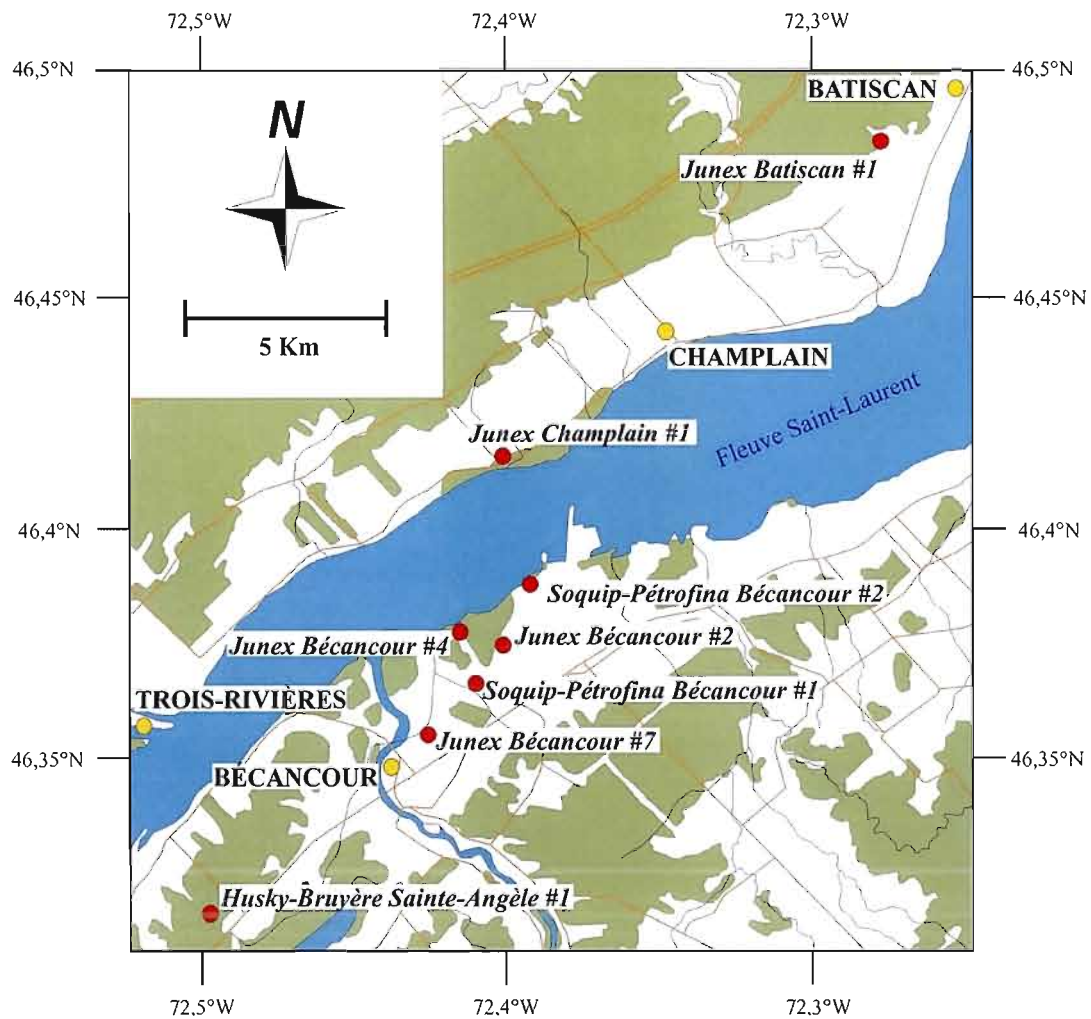 72,5°W
72,4°W
72,3°W
46,5°N
46,5°N
BATISCAN
N
Junex Batiscan #1
46,45°N
46,45°N
5 Km
CHAMPLAIN
Fleuve Saint-Laurent
Junex Champlain #1
46,4°N
46,4°N
Soquip-Pétrofina Bécancour #2
Junex Bécancour #4
Junex Bécancour #2
Soquip-Pétrofina Bécancour #1
TROIS-RIVIÈRES
Junex Bécancour #7
46,35°N
46,35°N
BÉCANCOUR
Husky-Bruyère Sainte-Angèle #1
72,5°W
72,4°W
72,3°W